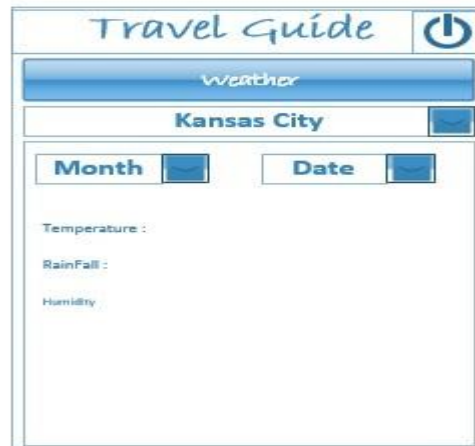 Travel Guide
Weather
Kansas City
Month Date
Temperature :
RainFall :
Humidity